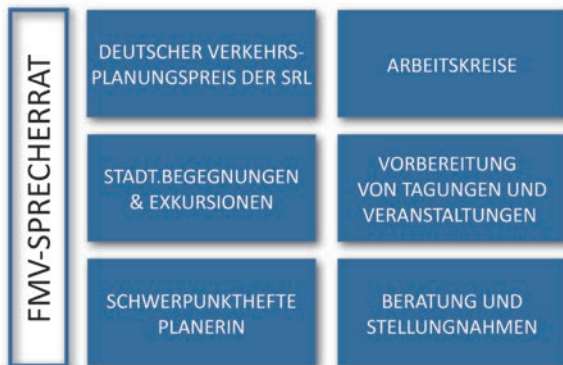 FMV-SPRECHERRAT
DEUTSCHER VERKEHRS-
PLANUNGSPREIS DER SRL
ARBEITSKREISE
STADT.BEGEGNUNGEN
& EXKURSIONEN
VORBEREITUNG
VON TAGUNGEN UND
VERANSTALTUNGEN
SCHWERPUNKTHEFTE
PLANERIN
BERATUNG UND
STELLUNGNAHMEN